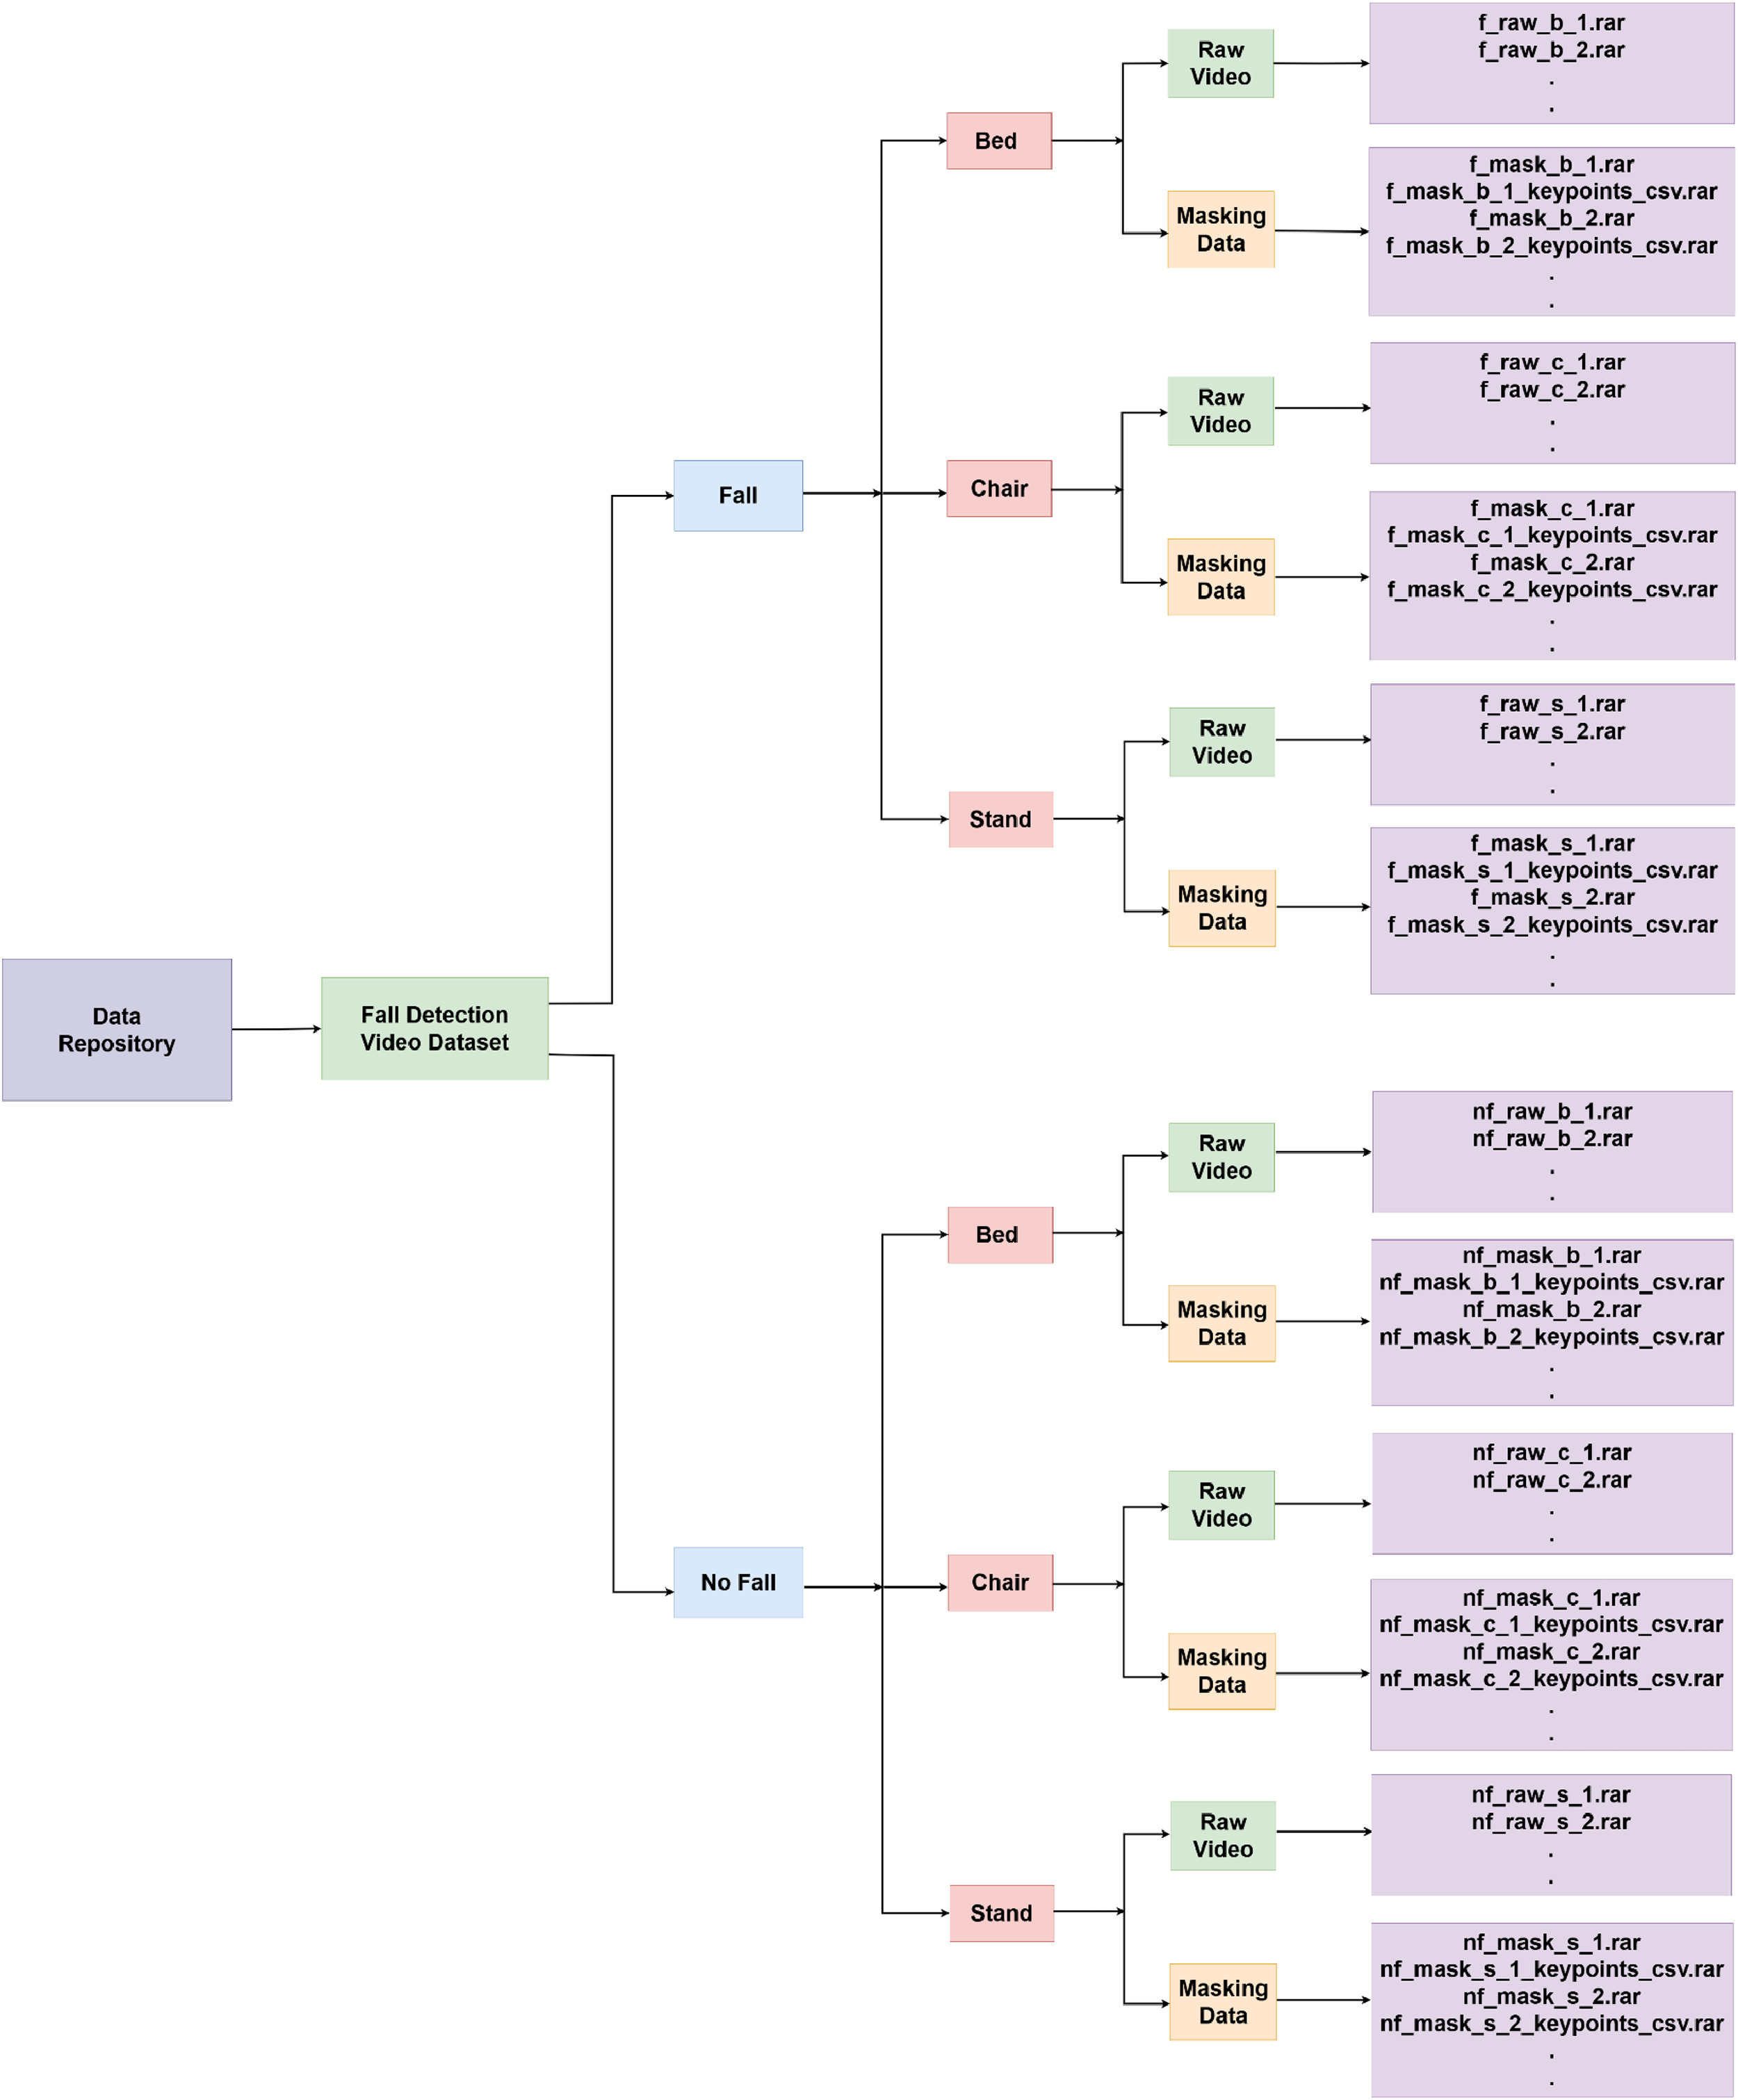 Data
Repository
Fall Detection
Video Dataset
Fall
Bed
Raw
Video
f_raw_b_1.rar
f_raw_b_2.rar
.
.
Masking
Data
f_mask_b_1.rar
f_mask_b_1_keypoints_csv.rar
f_mask_b_2.rar
f_mask_b_2_keypoints_csv.rar
.
.
Chair
Raw
Video
f_raw_c_1.rar
f_raw_c_2.rar
.
.
Masking
Data
f_mask_c_1.rar
f_mask_c_1_keypoints_csv.rar
f_mask_c_2.rar
f_mask_c_2_keypoints_csv.rar
.
.
Stand
Raw
Video
f_raw_s_1.rar
f_raw_s_2.rar
.
.
Masking
Data
f_mask_s_1.rar
f_mask_s_1_keypoints_csv.rar
f_mask_s_2.rar
f_mask_s_2_keypoints_csv.rar
.
.
No Fall
Bed
Raw
Video
nf_raw_b_1.rar
nf_raw_b_2.rar
.
.
Masking
Data
nf_mask_b_1.rar
nf_mask_b_1_keypoints_csv.rar
nf_mask_b_2.rar
nf_mask_b_2_keypoints_csv.rar
.
.
Chair
Raw
Video
nf_raw_c_1.rar
nf_raw_c_2.rar
.
.
Masking
Data
nf_mask_c_1.rar
nf_mask_c_1_keypoints_csv.rar
nf_mask_c_2.rar
nf_mask_c_2_keypoints_csv.rar
.
.
Stand
Raw
Video
nf_raw_s_1.rar
nf_raw_s_2.rar
.
.
Masking
Data
nf_mask_s_1.rar
nf_mask_s_1_keypoints_csv.rar
nf_mask_s_2.rar
nf_mask_s_2_keypoints_csv.rar
.
.